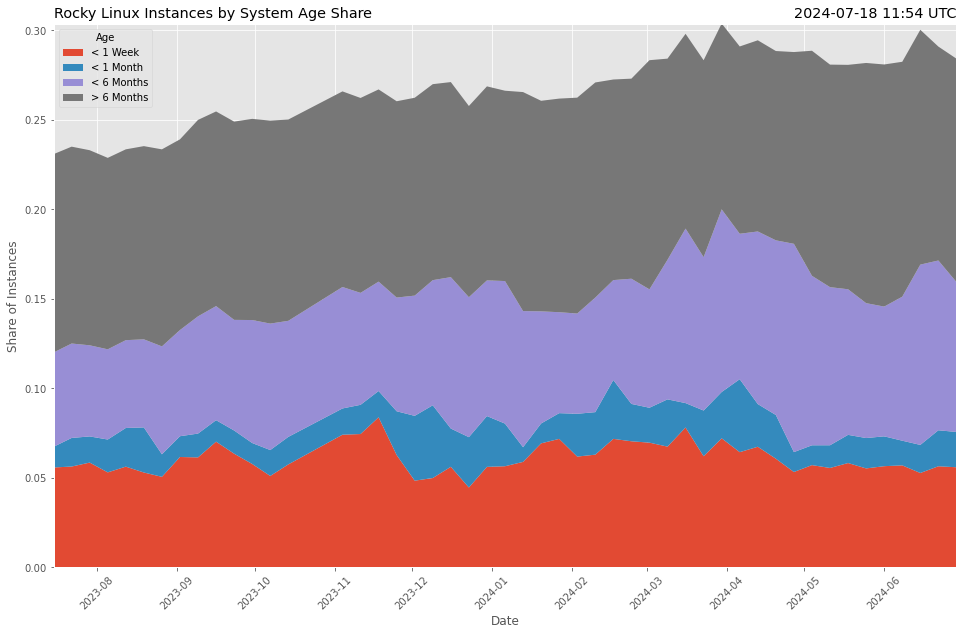 Rocky Linux Instances by System Age Share
2024-07-18 11:54 UTC
Age
< 1 Week
< 1 Month
< 6 Months
> 6 Months
0.30
0.25
0.20
0.15
0.10
0.05
0.00
Share of Instances
2023-08
2023-09
2023-10
2023-11
2023-12
2024-01
2024-02
2024-03
2024-04
2024-05
2024-06
Date